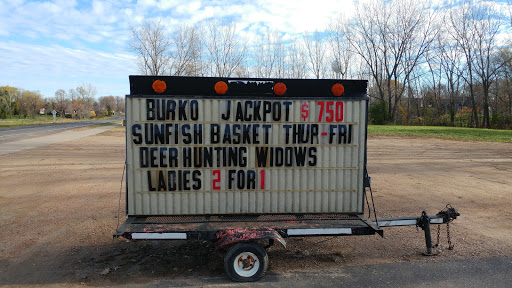 BURKO JACKPOT $ 750
SUNFISH BASKET THUR-FRI
DEER HUNTING WIDOWS
LADIES 2 FOR 1